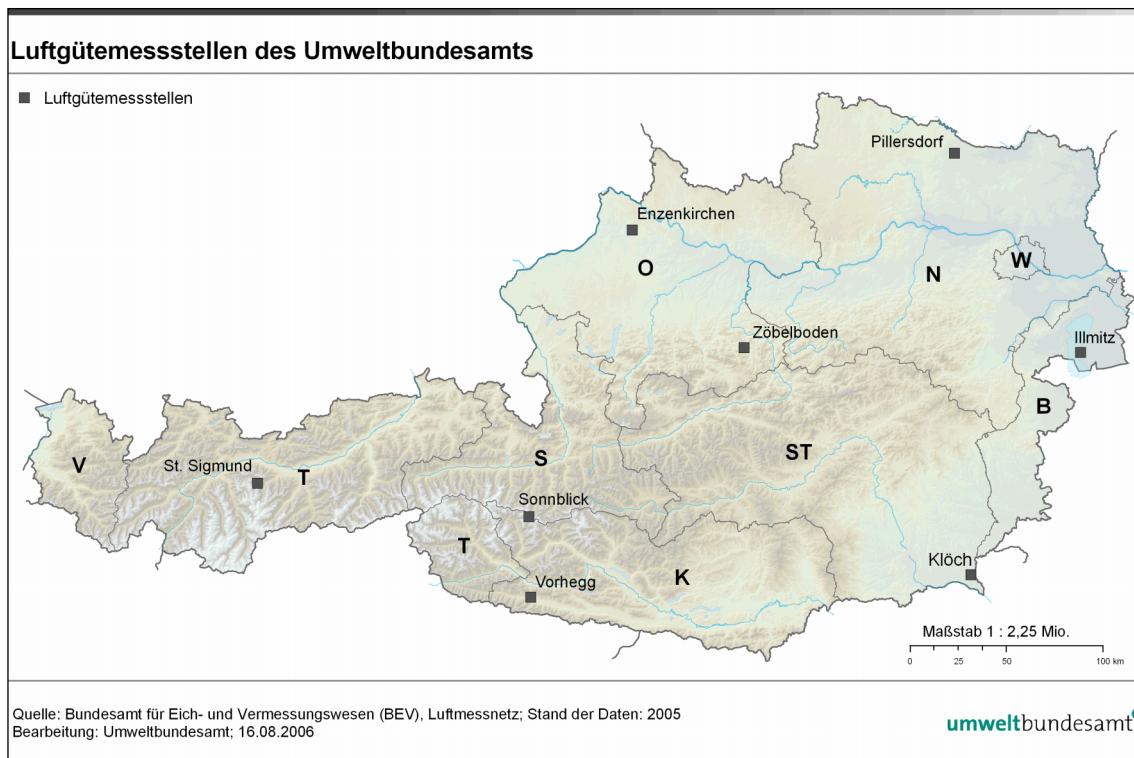 Luftgütemessstellen des Umweltbundesamts
Luftgütemessstellen
Pillersdorf
Enzenkirchen
O
N
W
Zöbelboden
Illmitz
B
V
St. Sigmund
T
S
ST
Sonnblick
T
K
Vorhegg
Klöch
Maßstab 1 : 2,25 Mio.
0 25 50 100 km
Quelle: Bundesamt für Eich- und Vermessungswesen (BEV), Luftmessnetz; Stand der Daten: 2005
Bearbeitung: Umweltbundesamt; 16.08.2006
umweltbundesamt